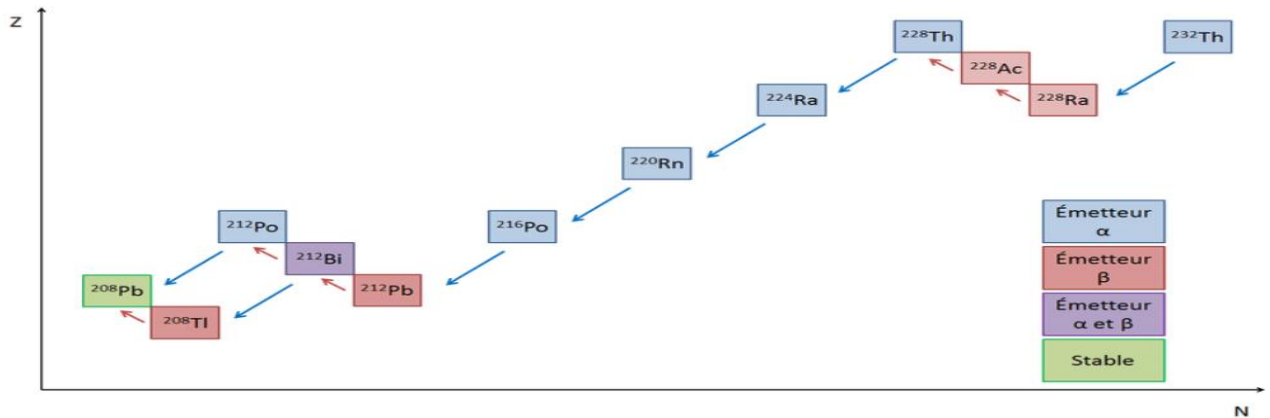 Z
²²⁸Th
²³²Th
²²⁸Ac
²²⁴Ra
²²⁸Ra
²²⁰Rn
²¹²Po
²¹⁶Po
²¹²Bi
²⁰⁸Pb
²¹²Pb
²⁰⁸Tl
Émetteur
α
Émetteur
β
Émetteur
α et β
Stable
N